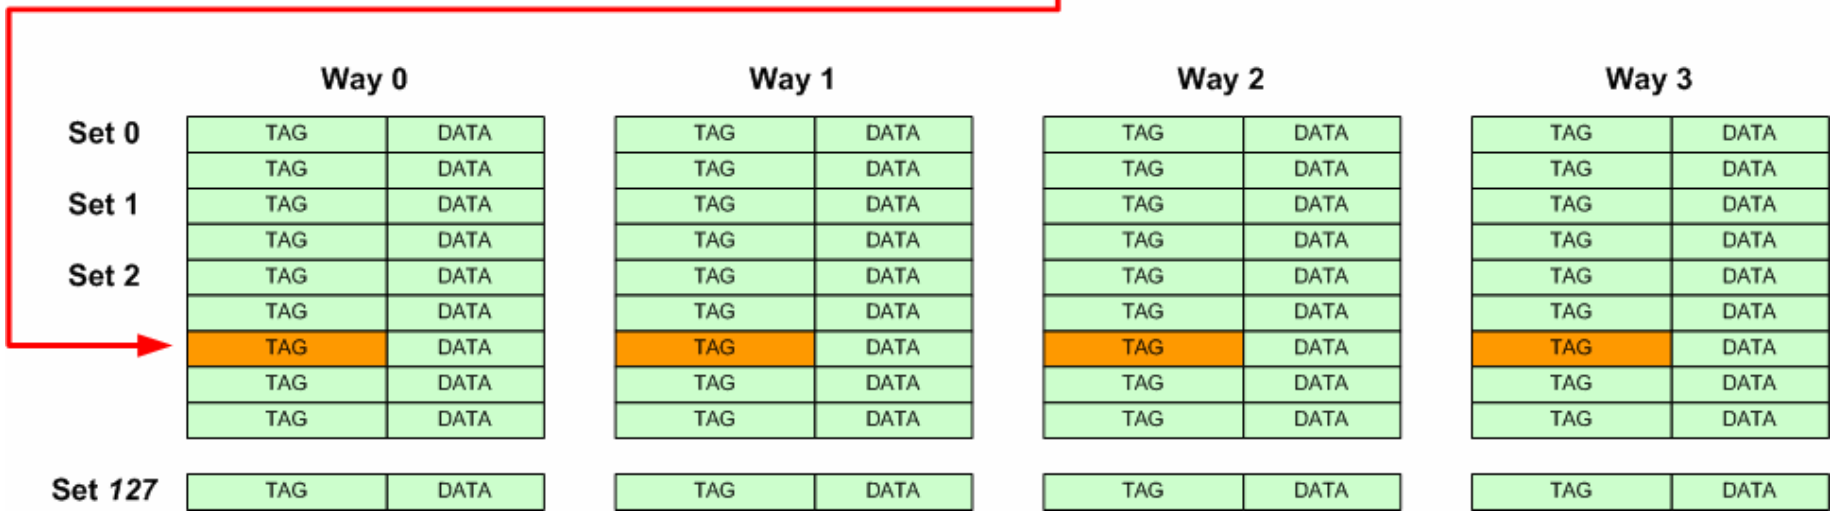 Way 0 Way 1 Way 2 Way 3
Set 0 TAG DATA TAG DATA TAG DATA TAG DATA
TAG DATA TAG DATA TAG DATA TAG DATA
Set 1 TAG DATA TAG DATA TAG DATA TAG DATA
TAG DATA TAG DATA TAG DATA TAG DATA
Set 2 TAG DATA TAG DATA TAG DATA TAG DATA
TAG DATA TAG DATA TAG DATA TAG DATA
TAG DATA TAG DATA TAG DATA TAG DATA
TAG DATA TAG DATA TAG DATA TAG DATA
TAG DATA TAG DATA TAG DATA TAG DATA
Set 127 TAG DATA TAG DATA TAG DATA TAG DATA